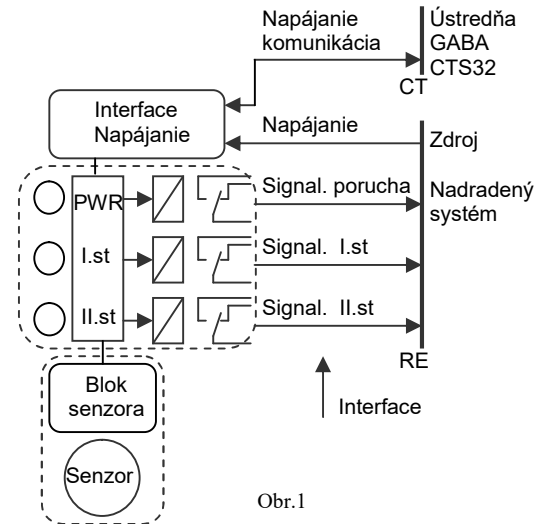 Napájanie
komunikácia
Ústredňa
GABA
CTS32
CT
Interface
Napájanie
Napájanie
Zdroj
PWR
Signal. porucha
Nadradený
systém
I.st
Signal. I.st
II.st
Signal. II.st
RE
Blok
senzora
Interface
Senzor
Obr.1